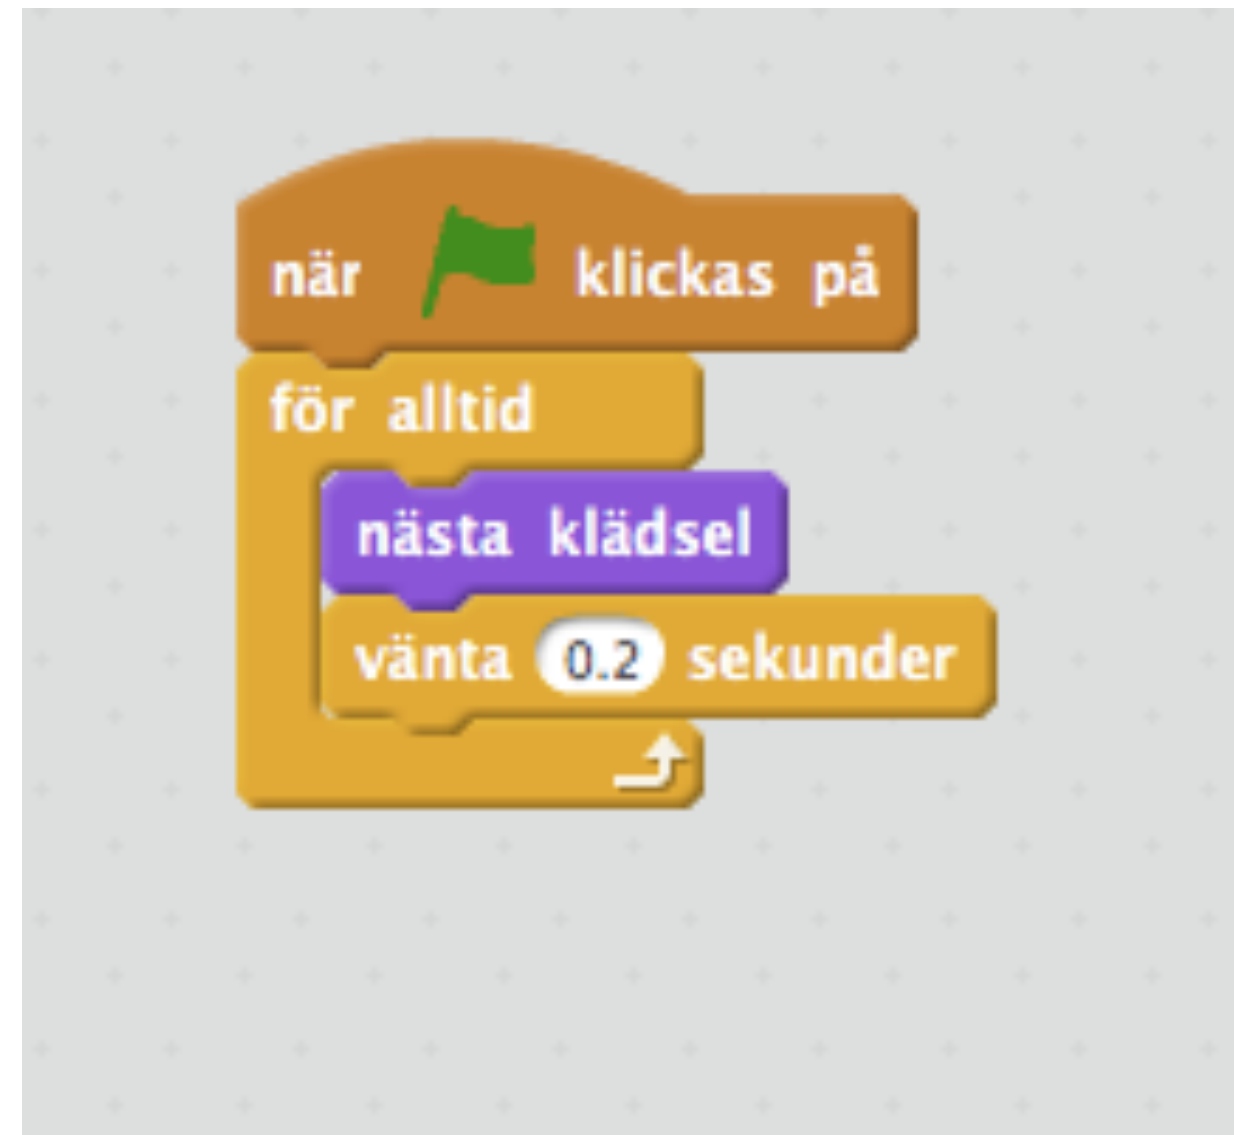 när klickas på
för alltid
nästa klädsel
vänta 0.2 sekunder